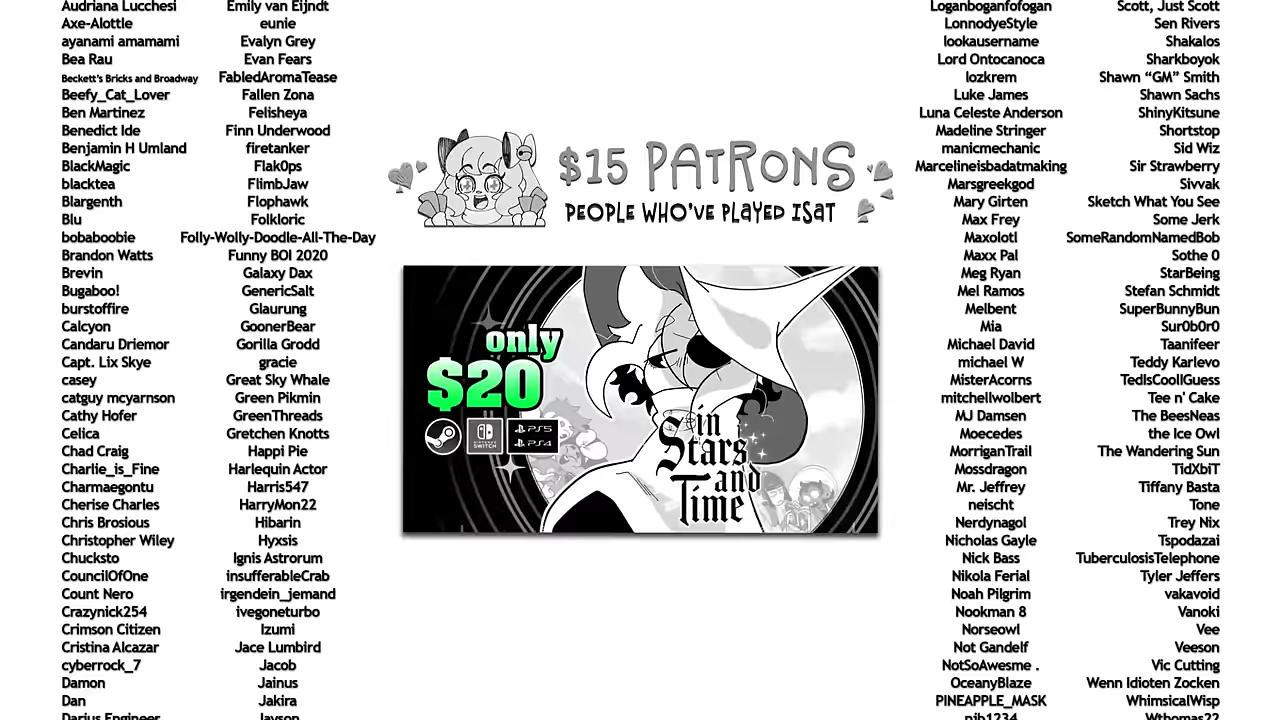 Audriana Lucchesi
Axe-Alottle
ayanami amamami
Bea Rau
Beckett's Bricks and Broadway
Beefy_Cat_Lover
Ben Martinez
Benedict Ide
Benjamin H Umland
BlackMagic
blacktea
Blargenth
Blu
bobaboobie
Brandon Watts
Brevin
Bugaboo!
burstoffire
Calcyon
Candaru Driemor
Capt. Lix Skye
casey
catguy mcyarnson
Cathy Hofer
Celica
Chad Craig
Charlie_is_Fine
Charmaegontu
Cherise Charles
Chris Brosious
Christopher Wiley
Chucksto
CouncilOfOne
Count Nero
Crazynick254
Crimson Citizen
Cristina Alcazar
cyberrock_7
Damon
Dan
Darius Engineer
Emily van Eijndt
eunie
Evalyn Grey
Evan Fears
FabledAromaTease
Fallen Zona
Felisheya
Finn Underwood
firetanker
Flak0ps
FlimbJaw
Flophawk
Folkloric
Folly-Wolly-Doodle-All-The-Day
Funny BOI 2020
Galaxy Dax
GenericSalt
Glaurung
GoonerBear
Gorilla Grodd
gracie
Great Sky Whale
Green Pikmin
GreenThreads
Gretchen Knotts
Happi Pie
Harlequin Actor
Harris547
HarryMon22
Hibarin
Hyxsis
Ignis Astrorum
insufferableCrab
irgendein_jemand
ivegoneturbo
Izumi
Jace Lumbird
Jacob
Jainus
Jakira
Jayson
$15 PATRONS
PEOPLE WHO'VE PLAYED ISAT
only
$20
NINTENDO
SWITCH
PS5
PS4
in
Stars
and
Time
Loganboganfofogan
LonnodyeStyle
lookausername
Lord Ontocanoca
lozkrem
Luke James
Luna Celeste Anderson
Madeline Stringer
manicmechanic
Marcelineisbadatmaking
Marsgreekgod
Mary Girten
Max Frey
Maxolotl
Maxx Pal
Meg Ryan
Mel Ramos
Melbent
Mia
Michael David
michael W
MisterAcorns
mitchellwolbert
MJ Damsen
Moecedes
MorriganTrail
Mossdragon
Mr. Jeffrey
neischt
Nerdynagol
Nicholas Gayle
Nick Bass
Nikola Ferial
Noah Pilgrim
Nookman 8
Norseowl
Not Gandelf
NotSoAwesme .
OceanyBlaze
PINEAPPLE_MASK
pjb1234
Scott, Just Scott
Sen Rivers
Shakalos
Sharkboyok
Shawn “GM” Smith
Shawn Sachs
ShinyKitsune
Shortstop
Sid Wiz
Sir Strawberry
Sivvak
Sketch What You See
Some Jerk
SomeRandomNamedBob
Sothe 0
StarBeing
Stefan Schmidt
SuperBunnyBun
Sur0b0r0
Taanifeer
Teddy Karlevo
TedIsCoolIGuess
Tee n' Cake
The BeesNeas
the Ice Owl
The Wandering Sun
TidXbiT
Tiffany Basta
Tone
Trey Nix
Tspodazai
TuberculosisTelephone
Tyler Jeffers
vakavoid
Vanoki
Vee
Veeson
Vic Cutting
Wenn Idioten Zocken
WhimsicalWisp
Wthomas22